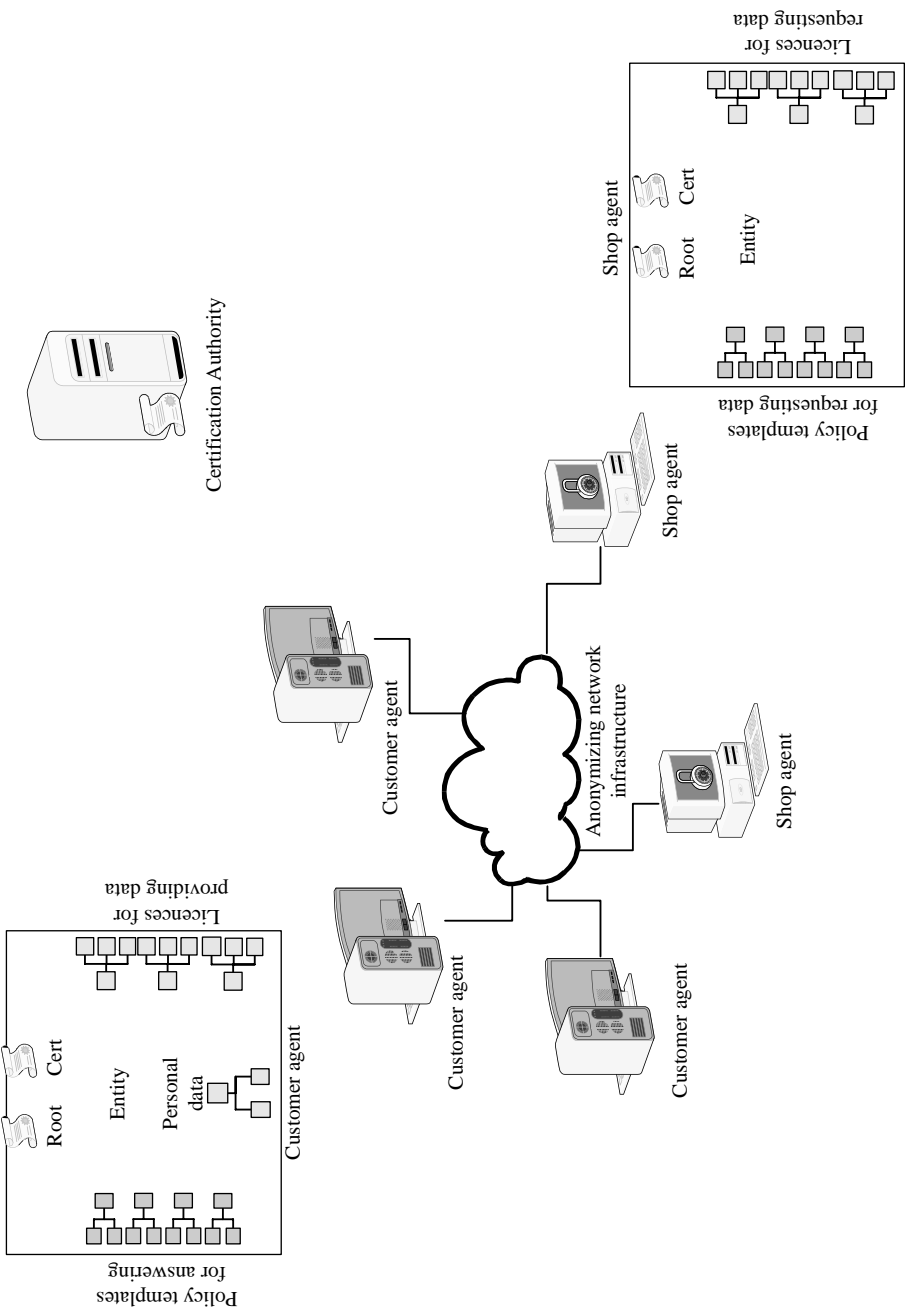 Policy templates
for answering
Root
Cert
Entity
Personal
data
Customer agent
Licences for
providing data
Customer agent
Customer agent
Customer agent
Anonymizing network
infrastructure
Shop agent
Shop agent
Certification Authority
Policy templates
for requesting data
Shop agent
Root
Cert
Entity
Licences for
requesting data